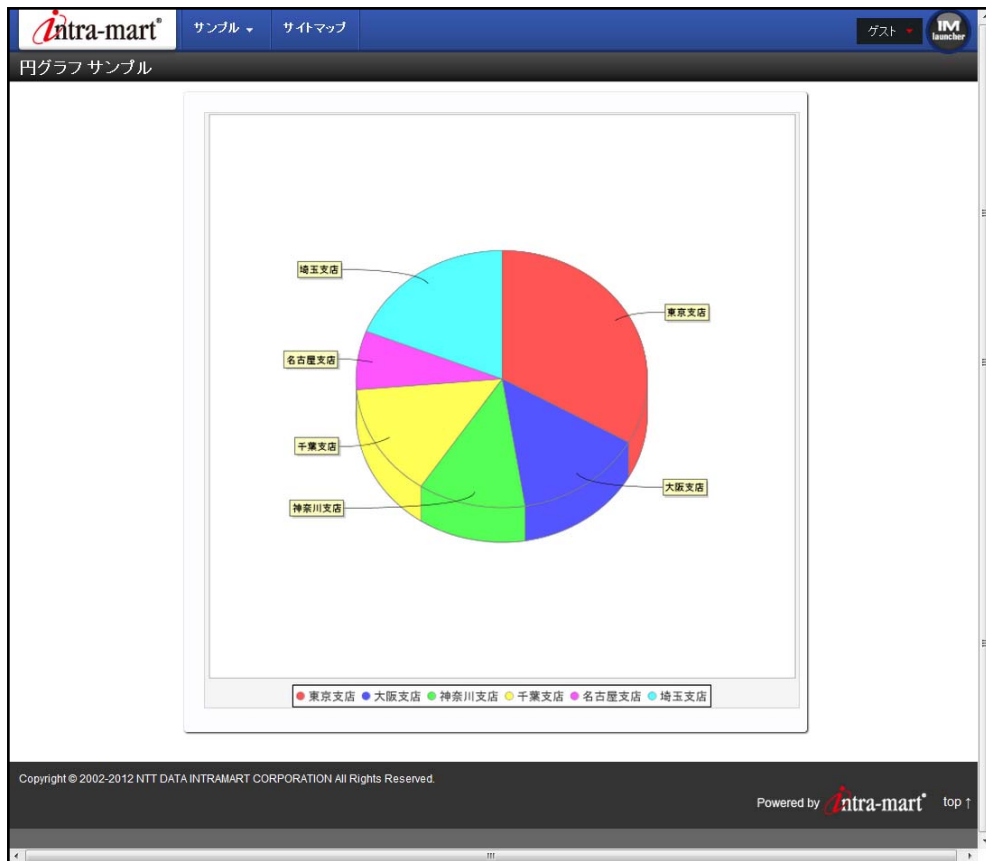 intra-mart® サンプル サイトマップ ゲスト IM launcher
円グラフ サンプル
埼玉支店
東京支店
名古屋支店
千葉支店
大阪支店
神奈川支店
東京支店 大阪支店 神奈川支店 千葉支店 名古屋支店 埼玉支店
Copyright © 2002-2012 NTT DATA INTRAMART CORPORATION All Rights Reserved.
Powered by intra-mart® top ↑